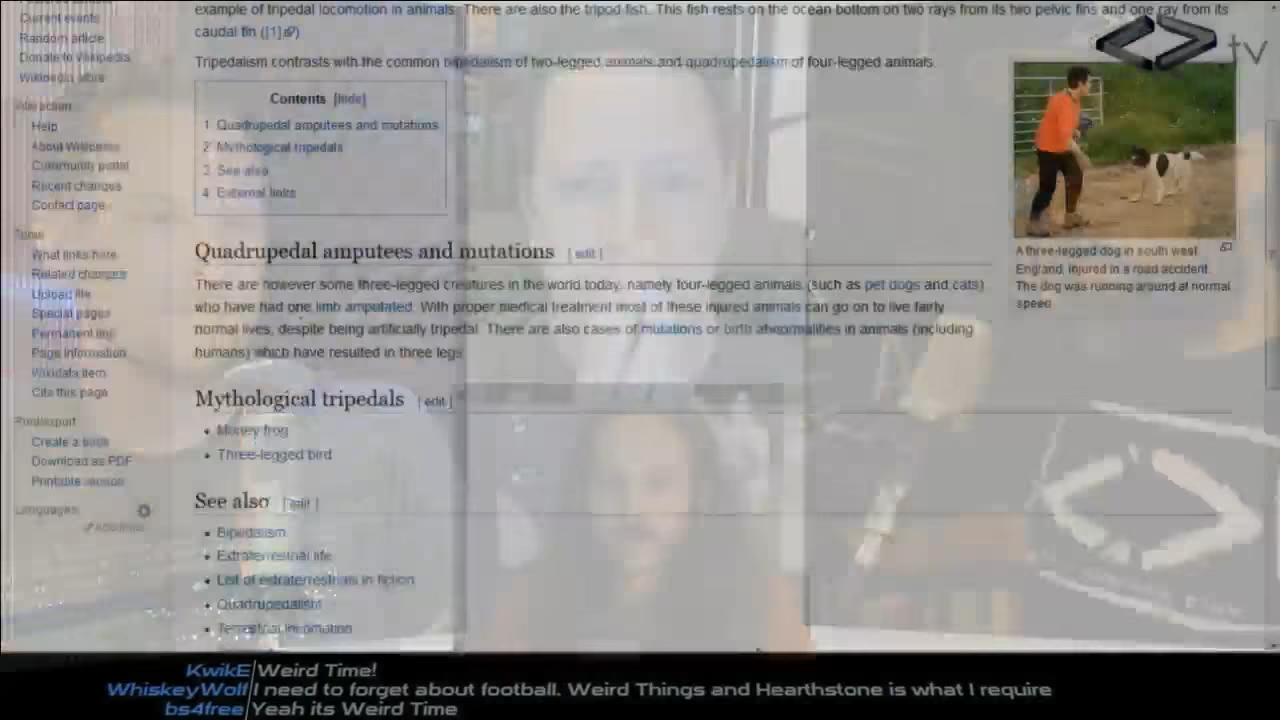 Current events
Random article
Donate to Wikipedia
Wikipedia store
Interaction
Help
About Wikipedia
Community portal
Recent changes
Contact page
Tools
What links here
Related changes
Upload file
Special pages
Permanent link
Page information
Wikidata item
Cite this page
Print/export
Create a book
Download as PDF
Printable version
Languages
example of tripedal locomotion in animals. There are also the tripod fish. This fish rests on the ocean bottom on two rays from its two pelvic fins and one ray from its
caudal fin ([1])
Tripedalism contrasts with the common bipedalism of two-legged animals and quadrupedalism of four-legged animals.
Contents [hide]
1 Quadrupedal amputees and mutations
2 Mythological tripedals
3 See also
4 External links
Quadrupedal amputees and mutations [ edit ]
There are however some three-legged creatures in the world today, namely four-legged animals (such as pet dogs and cats)
who have had one limb amputated. With proper medical treatment most of these injured animals can go on to live fairly
normal lives, despite being artificially tripedal. There are also cases of mutations or birth abnormalities in animals (including
humans) which have resulted in three legs.
Mythological tripedals [ edit ]
Money frog
Three-legged bird
See also [ edit ]
Bipedalism
Extraterrestrial life
List of extraterrestrials in fiction
Quadrupedalism
Terrestrial locomotion
tv
A three-legged dog in south west
England, injured in a road accident.
The dog was running around at normal
speed
KwikE Weird Time!
WhiskeyWolf I need to forget about football. Weird Things and Hearthstone is what I require
bs4free Yeah its Weird Time